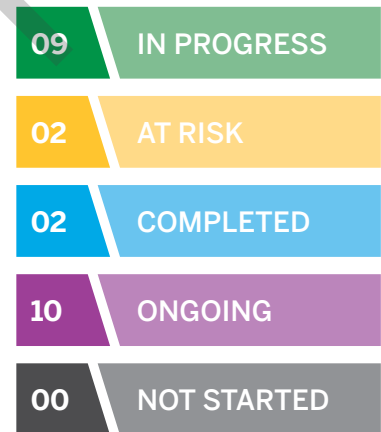 09 IN PROGRESS
02 AT RISK
02 COMPLETED
10 ONGOING
00 NOT STARTED